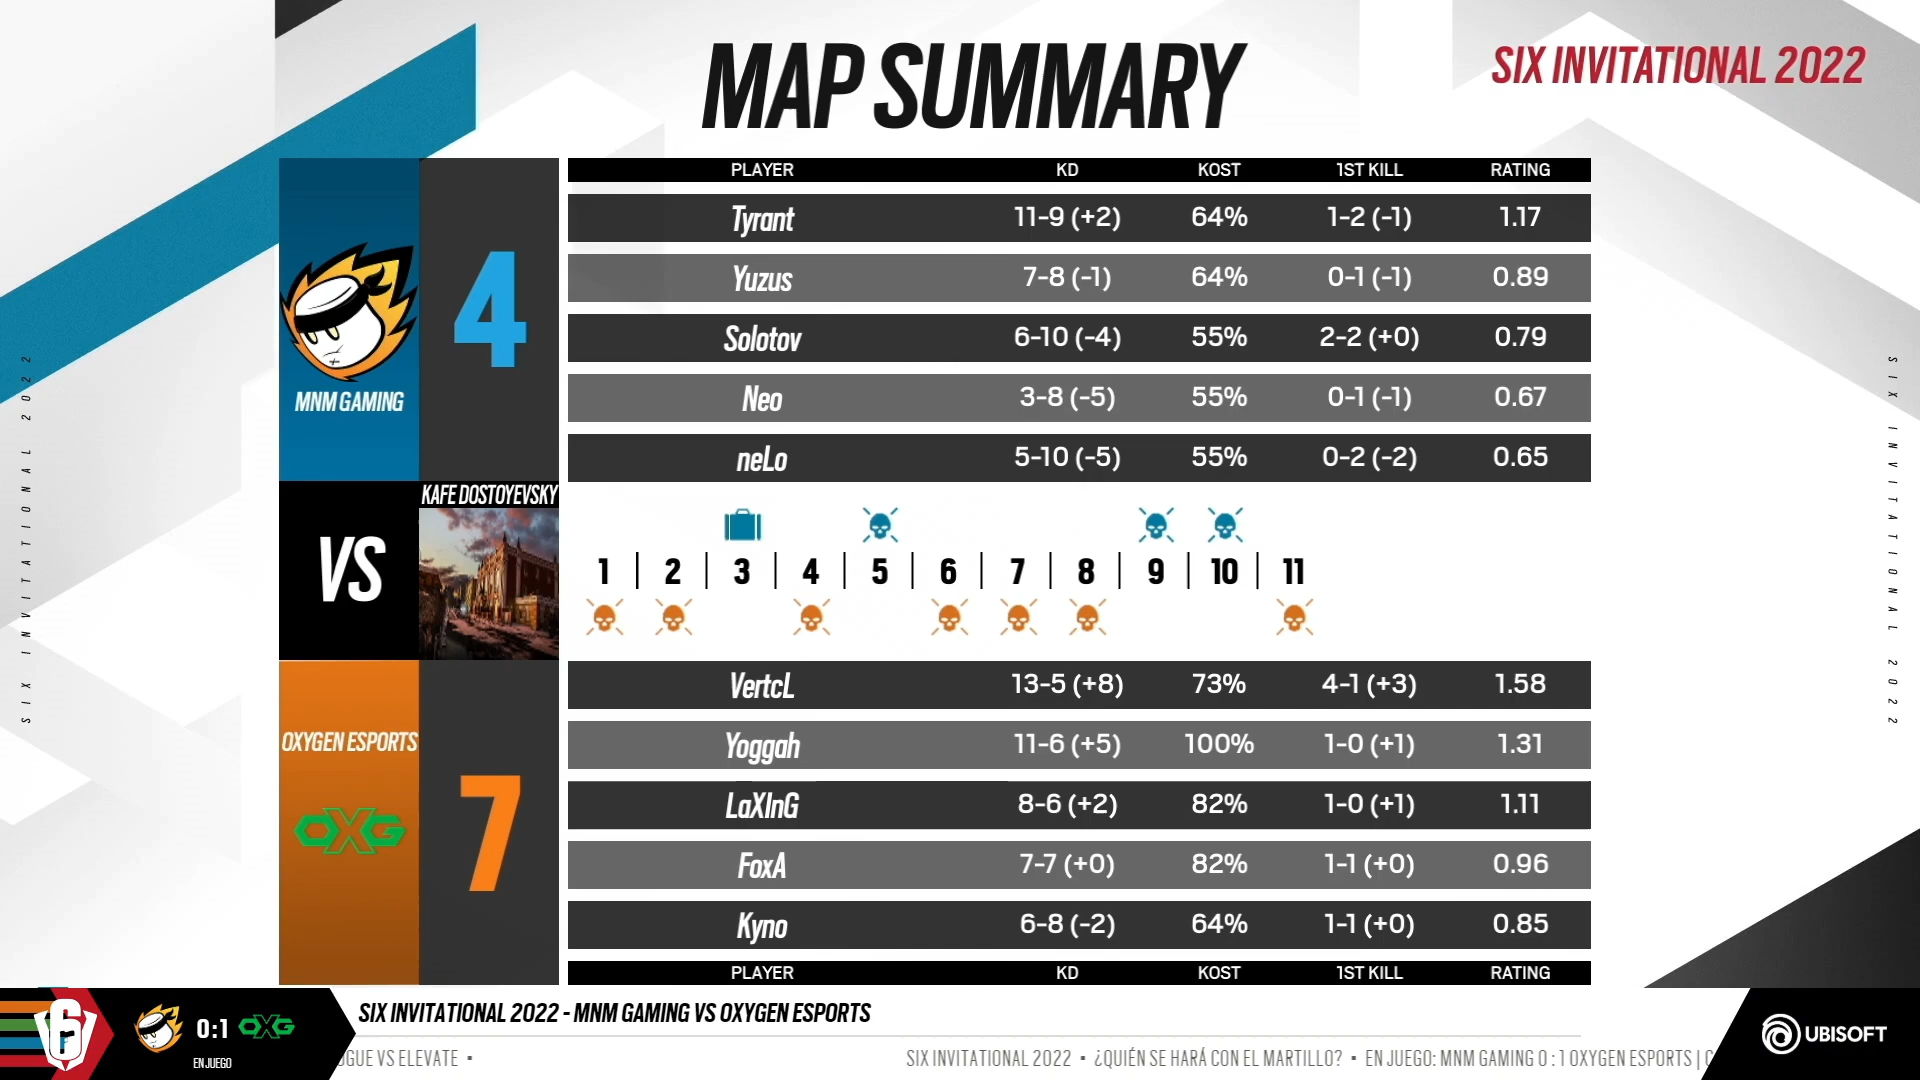 MAP SUMMARY
SIX INVITATIONAL 2022
PLAYER KD KOST 1ST KILL RATING
Tyrant 11-9 (+2) 64% 1-2 (-1) 1.17
Yuzus 7-8 (-1) 64% 0-1 (-1) 0.89
Solotov 6-10 (-4) 55% 2-2 (+0) 0.79
Neo 3-8 (-5) 55% 0-1 (-1) 0.67
neLo 5-10 (-5) 55% 0-2 (-2) 0.65
MNM GAMING
4
VS
KAFE DOSTOYEVSKY
1 | 2 | 3 | 4 | 5 | 6 | 7 | 8 | 9 | 10 | 11
OXYGEN ESPORTS
OXG
7
VertcL 13-5 (+8) 73% 4-1 (+3) 1.58
Yoggah 11-6 (+5) 100% 1-0 (+1) 1.31
LaXInG 8-6 (+2) 82% 1-0 (+1) 1.11
FoxA 7-7 (+0) 82% 1-1 (+0) 0.96
Kyno 6-8 (-2) 64% 1-1 (+0) 0.85
PLAYER KD KOST 1ST KILL RATING
SIX INVITATIONAL 2022
SIX INVITATIONAL 2022
6
0:1 OXG
EN JUEGO
SIX INVITATIONAL 2022 - MNM GAMING VS OXYGEN ESPORTS
OGUE VS ELEVATE ▪ SIX INVITATIONAL 2022 ▪ ¿QUIÉN SE HARÁ CON EL MARTILLO? ▪ EN JUEGO: MNM GAMING 0 : 1 OXYGEN ESPORTS |
UBISOFT